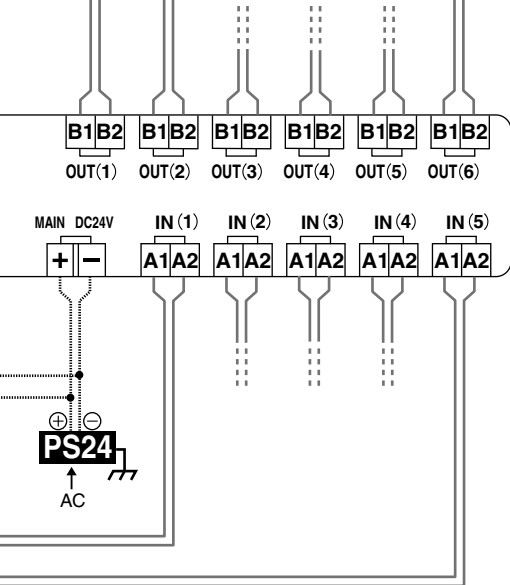 B1 B2 B1 B2 B1 B2 B1 B2 B1 B2 B1 B2
OUT(1) OUT(2) OUT(3) OUT(4) OUT(5) OUT(6)
MAIN DC24V IN(1) IN(2) IN(3) IN(4) IN(5)
+ − A1 A2 A1 A2 A1 A2 A1 A2 A1 A2
+ −
PS24
AC